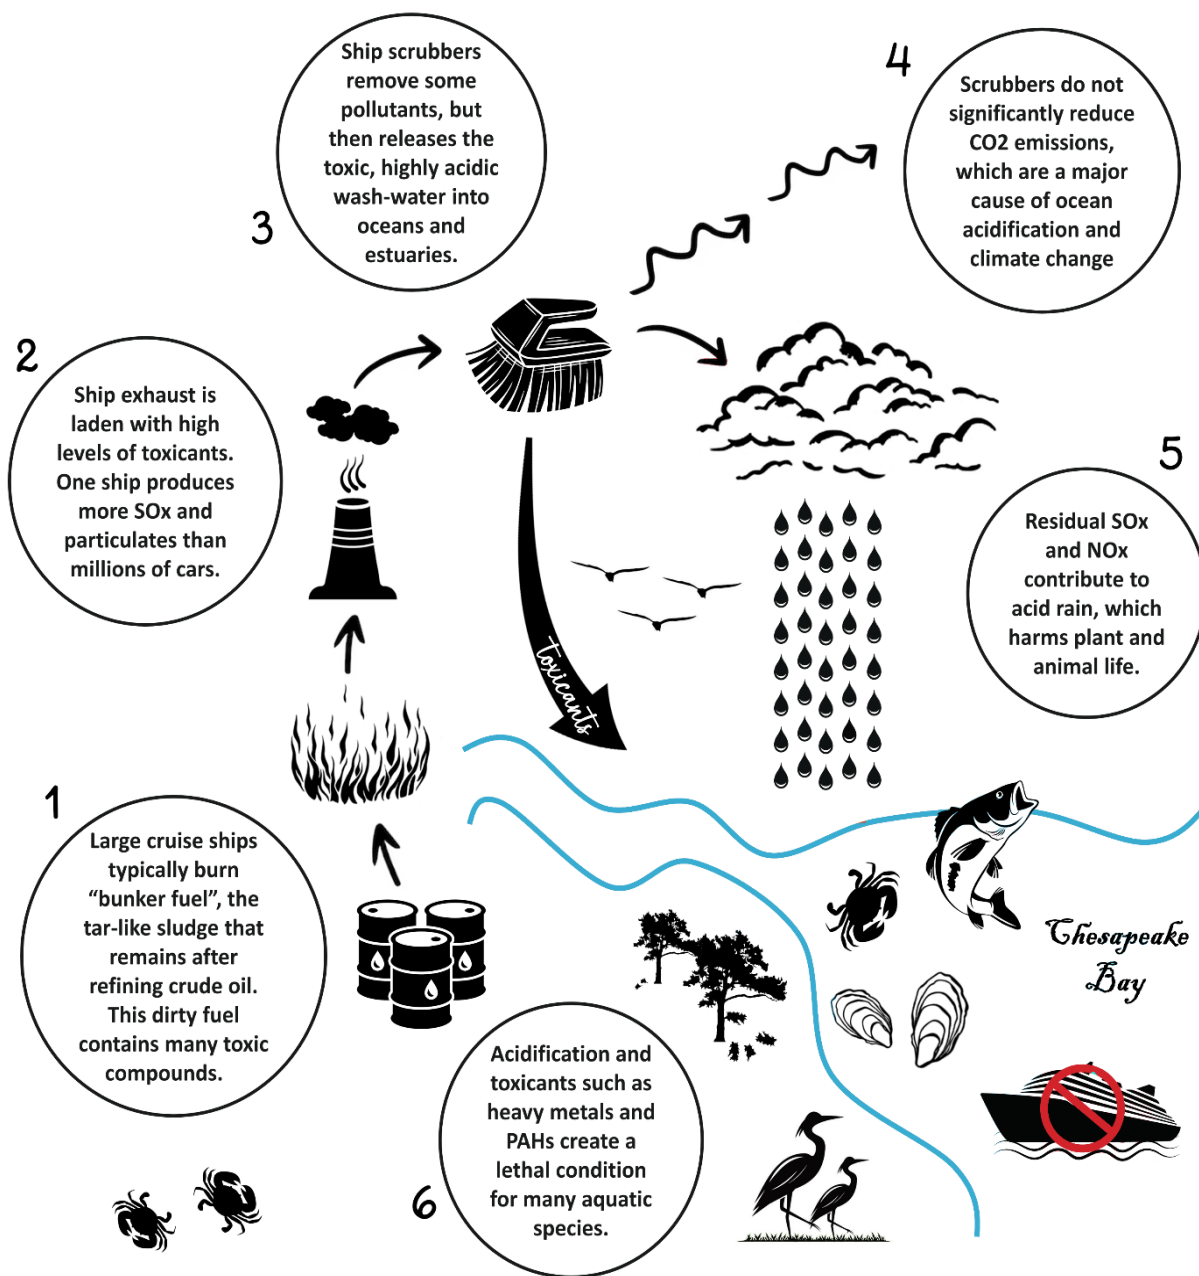 1
Large cruise ships
typically burn
“bunker fuel”, the
tar-like sludge that
remains after
refining crude oil.
This dirty fuel
contains many toxic
compounds.
2
Ship exhaust is
laden with high
levels of toxicants.
One ship produces
more SOx and
particulates than
millions of cars.
3
Ship scrubbers
remove some
pollutants, but
then releases the
toxic, highly acidic
wash-water into
oceans and
estuaries.
4
Scrubbers do not
significantly reduce
CO2 emissions,
which are a major
cause of ocean
acidification and
climate change
5
Residual SOx
and NOx
contribute to
acid rain, which
harms plant and
animal life.
toxicants
6
Acidification and
toxicants such as
heavy metals and
PAHs create a
lethal condition
for many aquatic
species.
Chesapeake
Bay